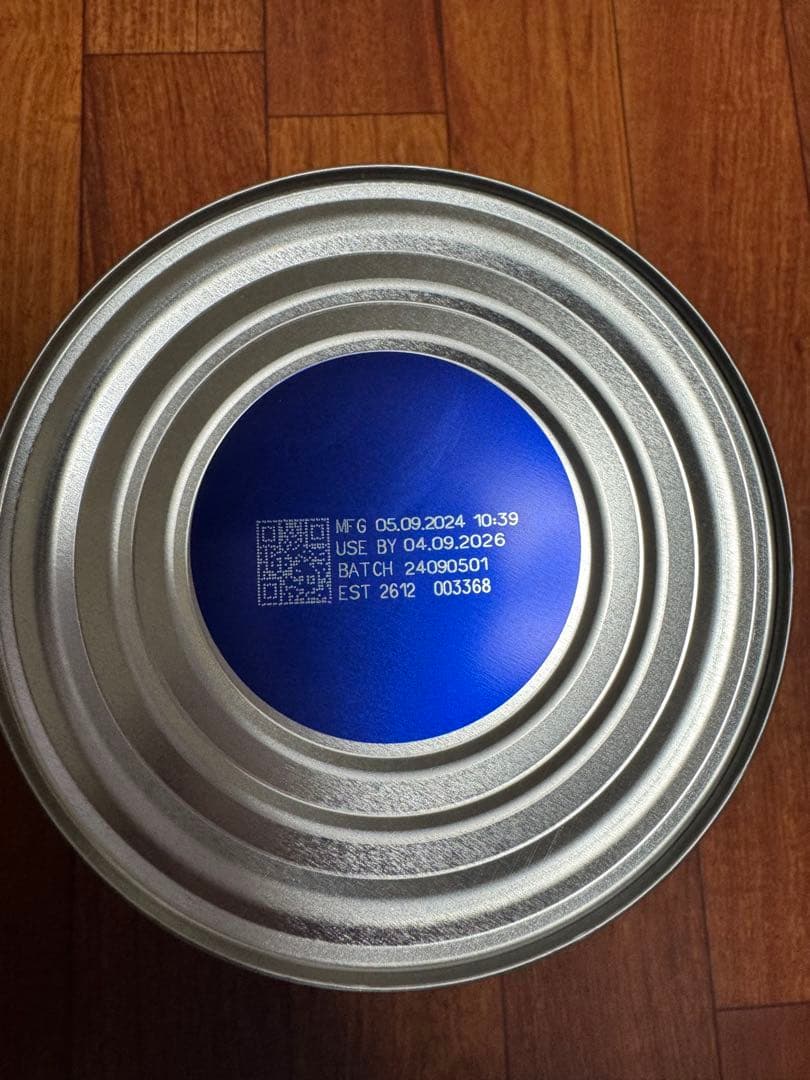 MFG 05.09.2024 10:39
USE BY 04.09.2026
BATCH 24090501
EST 2612 003368